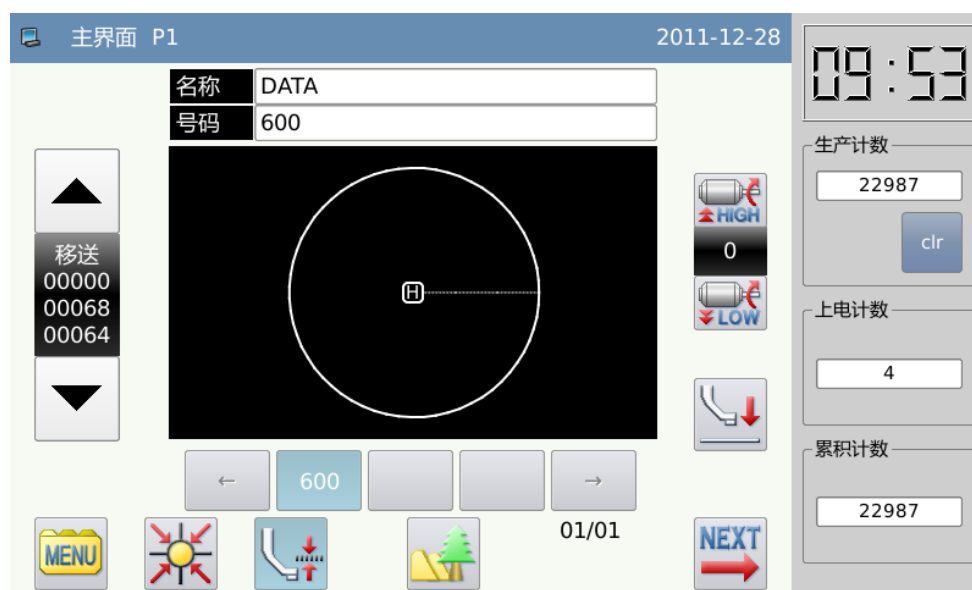 主界面 P1
2011-12-28
09:53
名称
DATA
号码
600
生产计数
22987
clr
HIGH
0
LOW
移送
00000
00068
00064
H
上电计数
4
累积计数
22987
←
600
→
01/01
MENU
NEXT